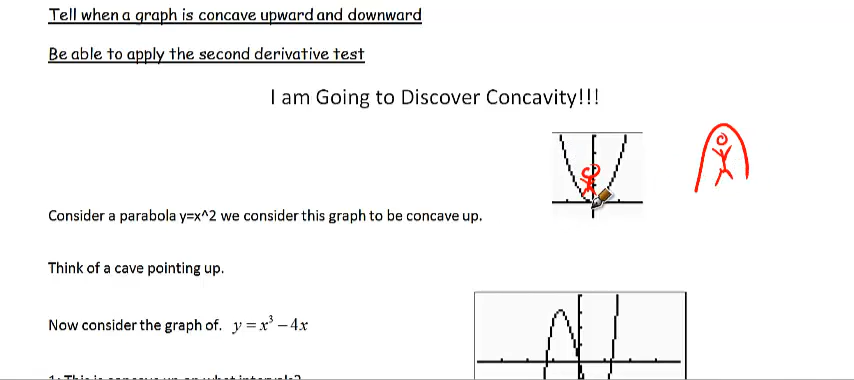 Tell when a graph is concave upward and downward
Be able to apply the second derivative test
I am Going to Discover Concavity!!!
Consider a parabola y=x^2 we consider this graph to be concave up.
Think of a cave pointing up.
Now consider the graph of. y = x³ – 4x